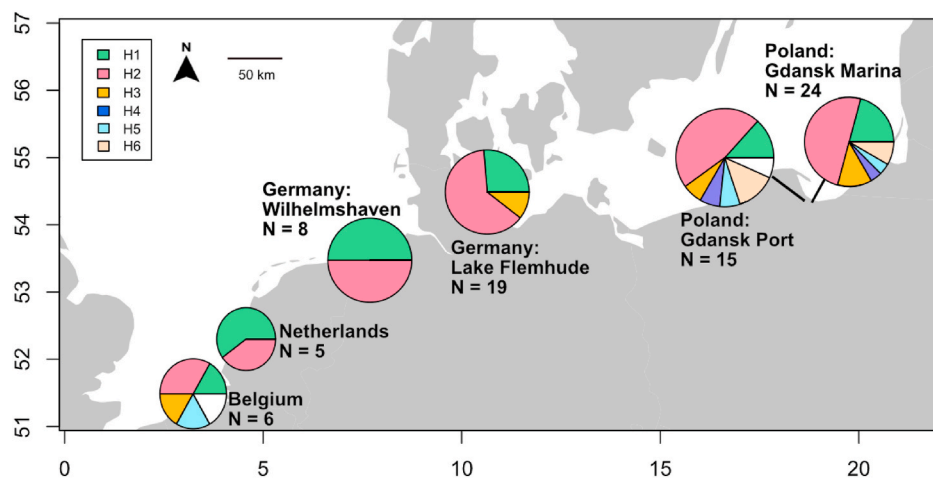 57
56
55
54
53
52
51
0
5
10
15
20
H1
H2
H3
H4
H5
H6
N
50 km
Poland:
Gdansk Marina
N = 24
Germany:
Wilhelmshaven
N = 8
Germany:
Lake Flemhude
N = 19
Poland:
Gdansk Port
N = 15
Netherlands
N = 5
Belgium
N = 6